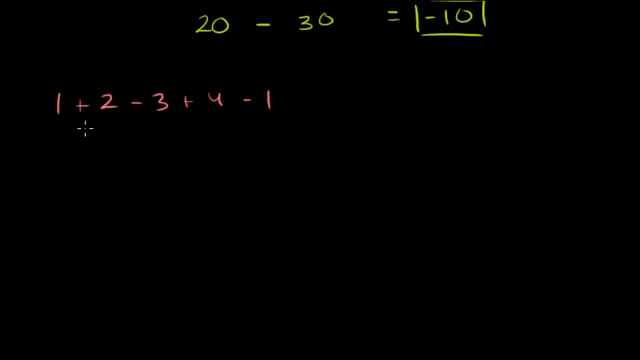 20 - 30 = -10
1 + 2 - 3 + 4 - 1